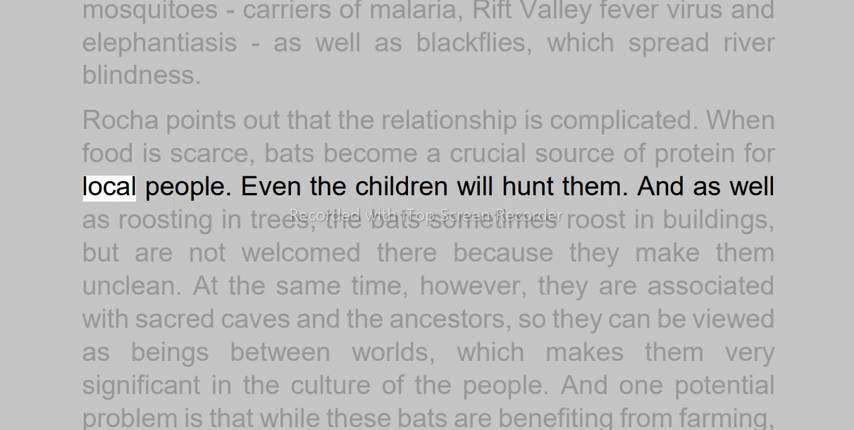 mosquitoes - carriers of malaria, Rift Valley fever virus and
elephantiasis - as well as blackflies, which spread river
blindness.
Rocha points out that the relationship is complicated. When
food is scarce, bats become a crucial source of protein for
local people. Even the children will hunt them. And as well
as roosting in trees, the bats sometimes roost in buildings,
Recorded with iTop Screen Recorder
but are not welcomed there because they make them
unclean. At the same time, however, they are associated
with sacred caves and the ancestors, so they can be viewed
as beings between worlds, which makes them very
significant in the culture of the people. And one potential
problem is that while these bats are benefiting from farming,